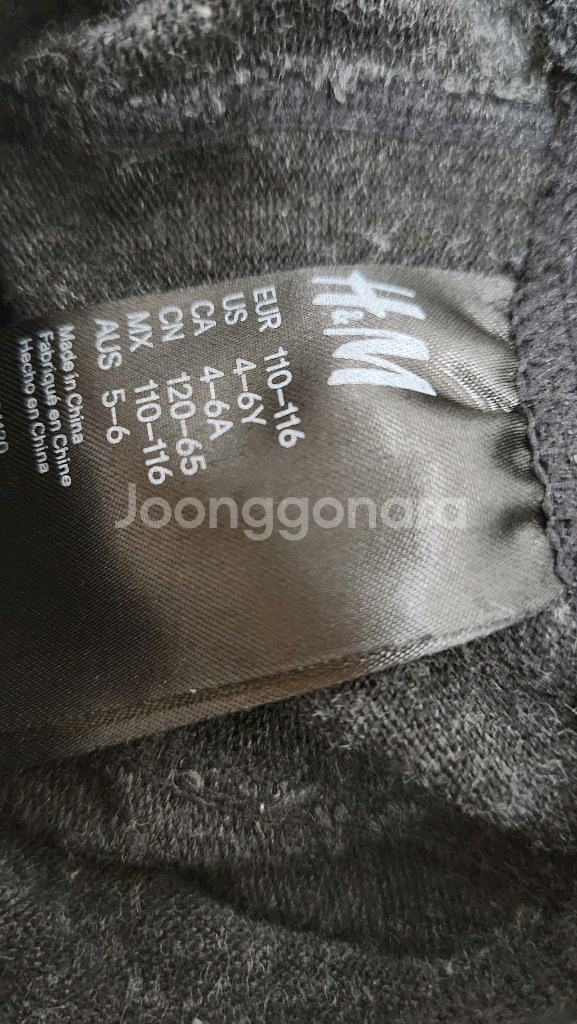 H&M
EUR 110–116
US 4–6Y
CA 4–6A
CN 120–65
MX 110–116
AUS 5–6
Made in China
Fabriqué en Chine
Hecho en China
Joonggonara